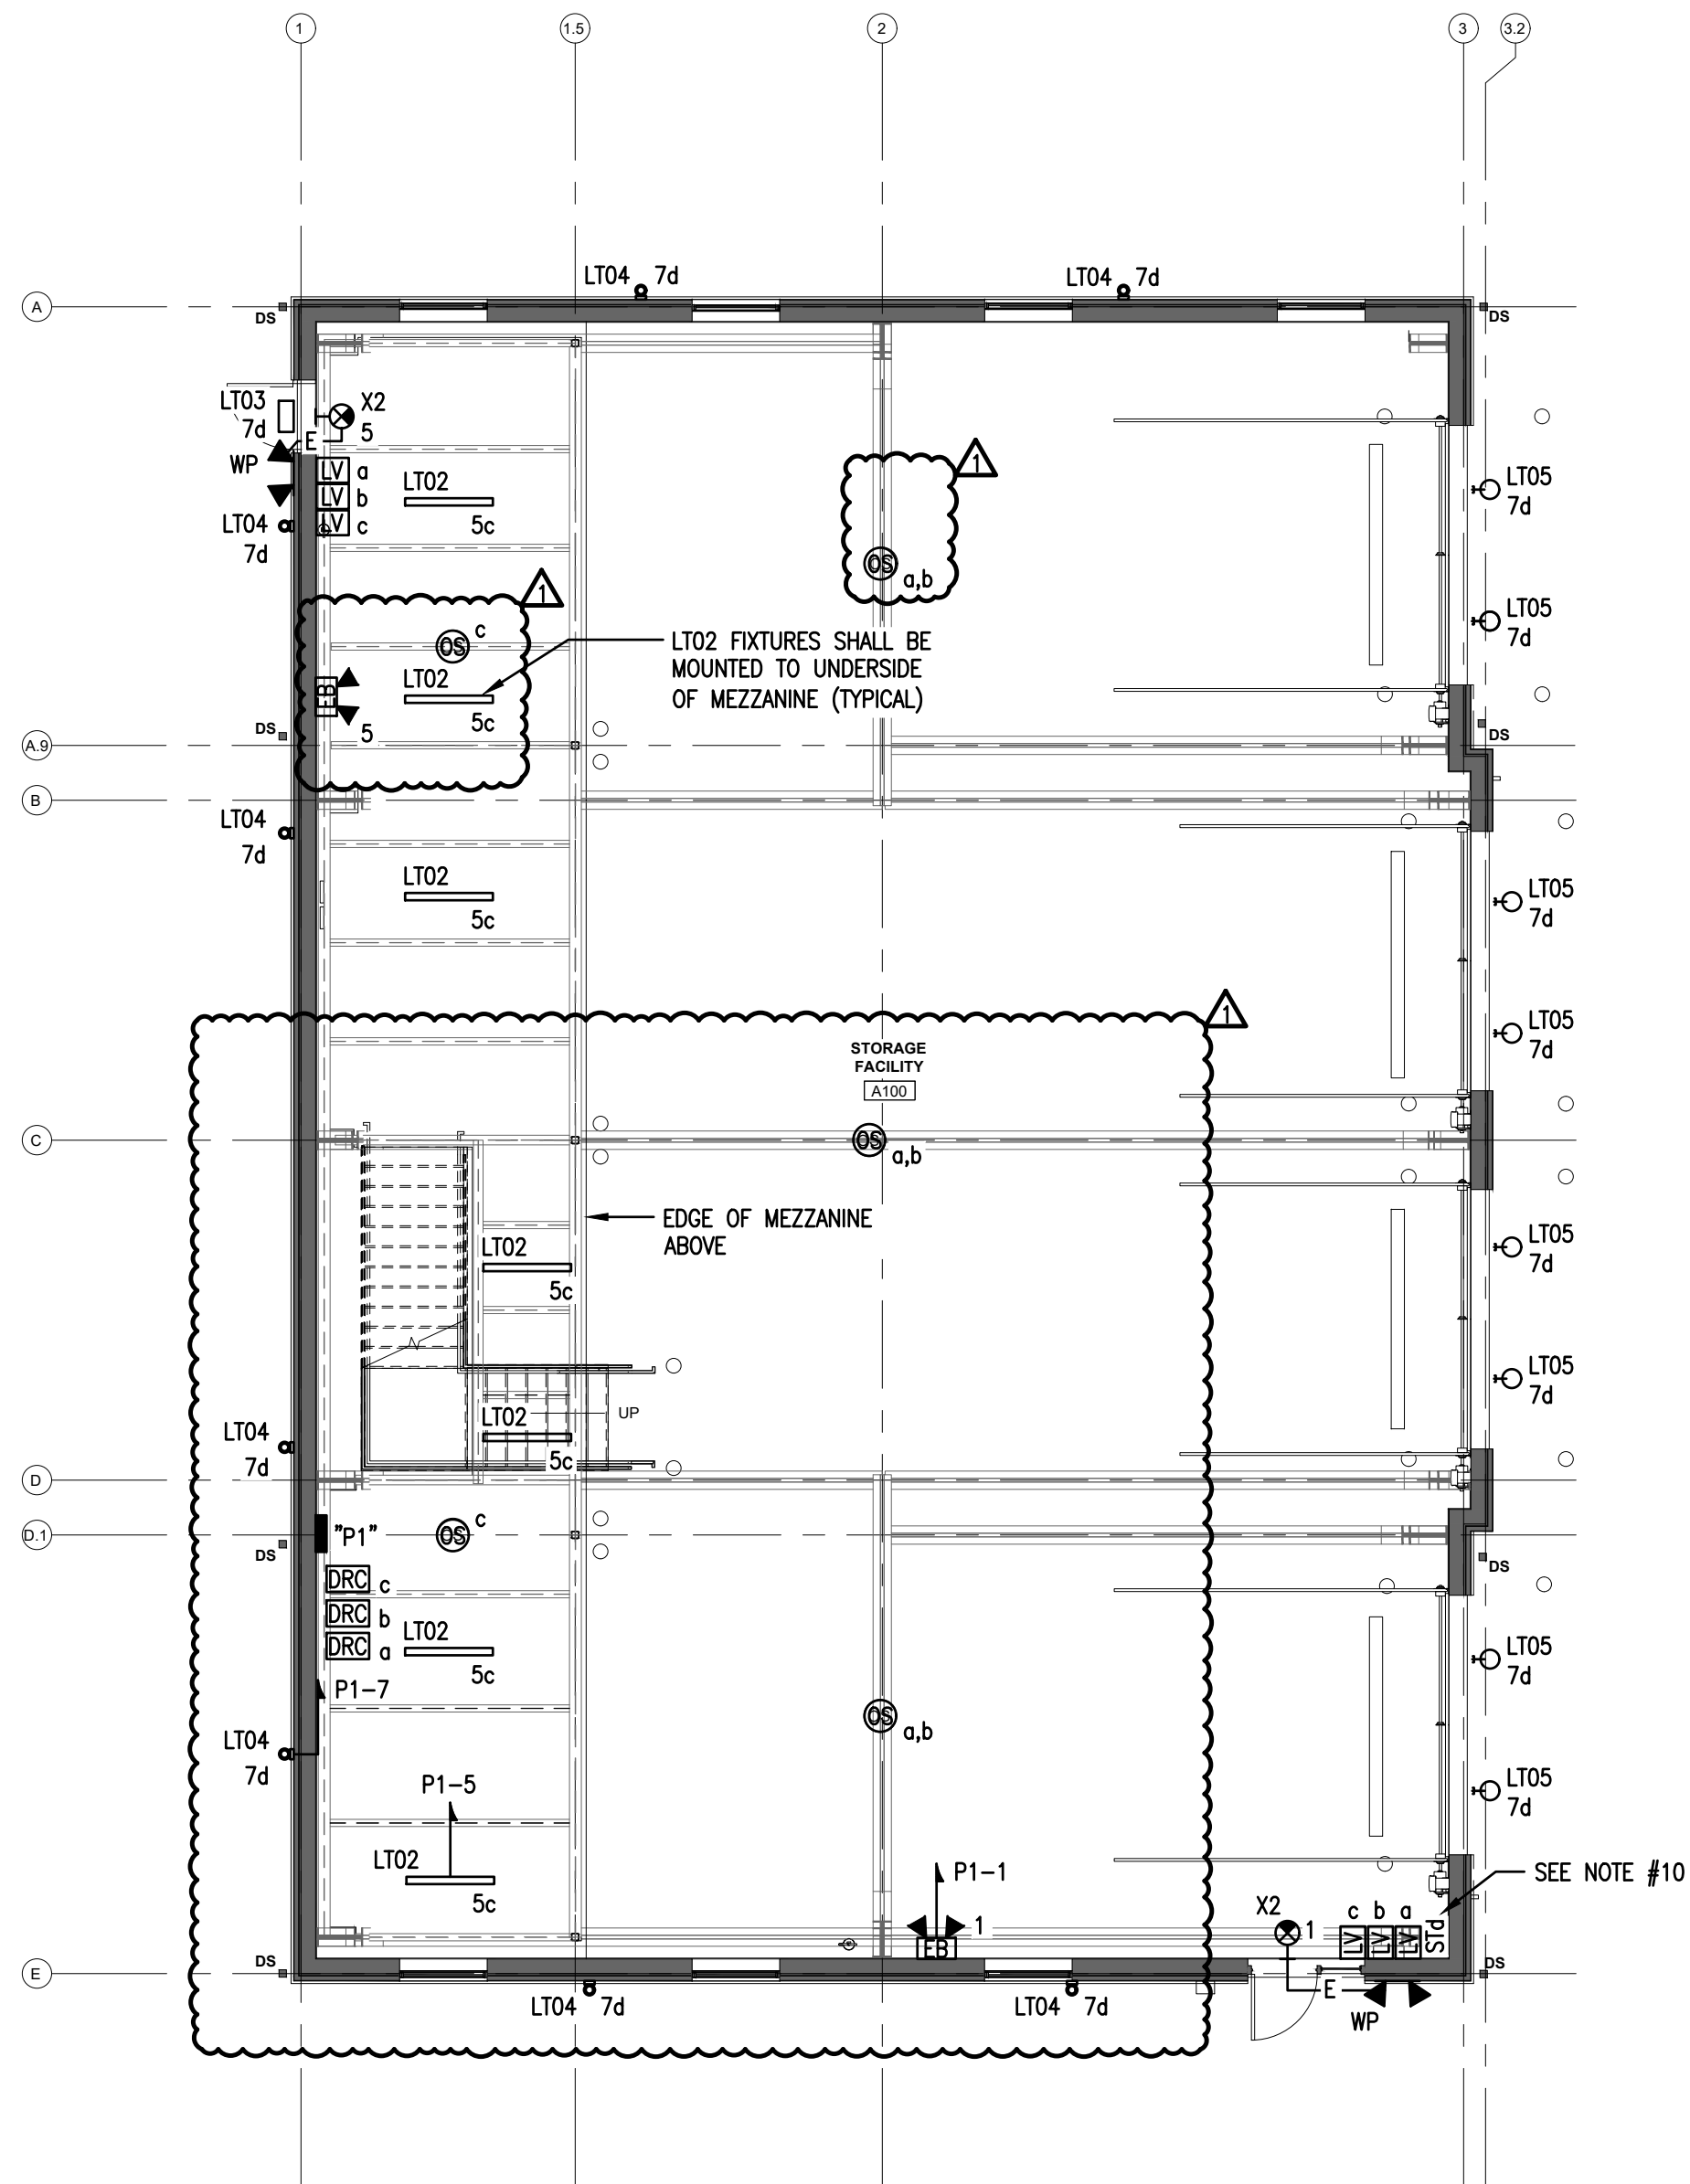 1
1.5
2
3
3.2
LT04 7d
LT04 7d
A
DS
DS
LT03
7d
X2
5
E
WP
LV a
LV b
LV c
LT02
5c
1
LT05
7d
LT04
7d
OS
a,b
1
LT05
7d
OS c
LT02 FIXTURES SHALL BE
MOUNTED TO UNDERSIDE
OF MEZZANINE (TYPICAL)
LT02
5c
EB
5
DS
DS
A.9
B
LT04
7d
LT02
5c
LT05
7d
1
LT05
7d
STORAGE
FACILITY
A100
C
OS
a,b
EDGE OF MEZZANINE
ABOVE
LT02
5c
LT05
7d
LT05
7d
LT02
5c
UP
LT04
7d
D
D.1
"P1"
OS c
DS
DS
DRC c
DRC b
DRC a
LT02
5c
LT05
7d
P1-7
LT04
7d
OS
a,b
P1-5
LT05
7d
LT02
5c
P1-1
EB
1
SEE NOTE #10
X2
1
c b a
LV LV LV STd
E
DS
DS
E
WP
LT04 7d
LT04 7d